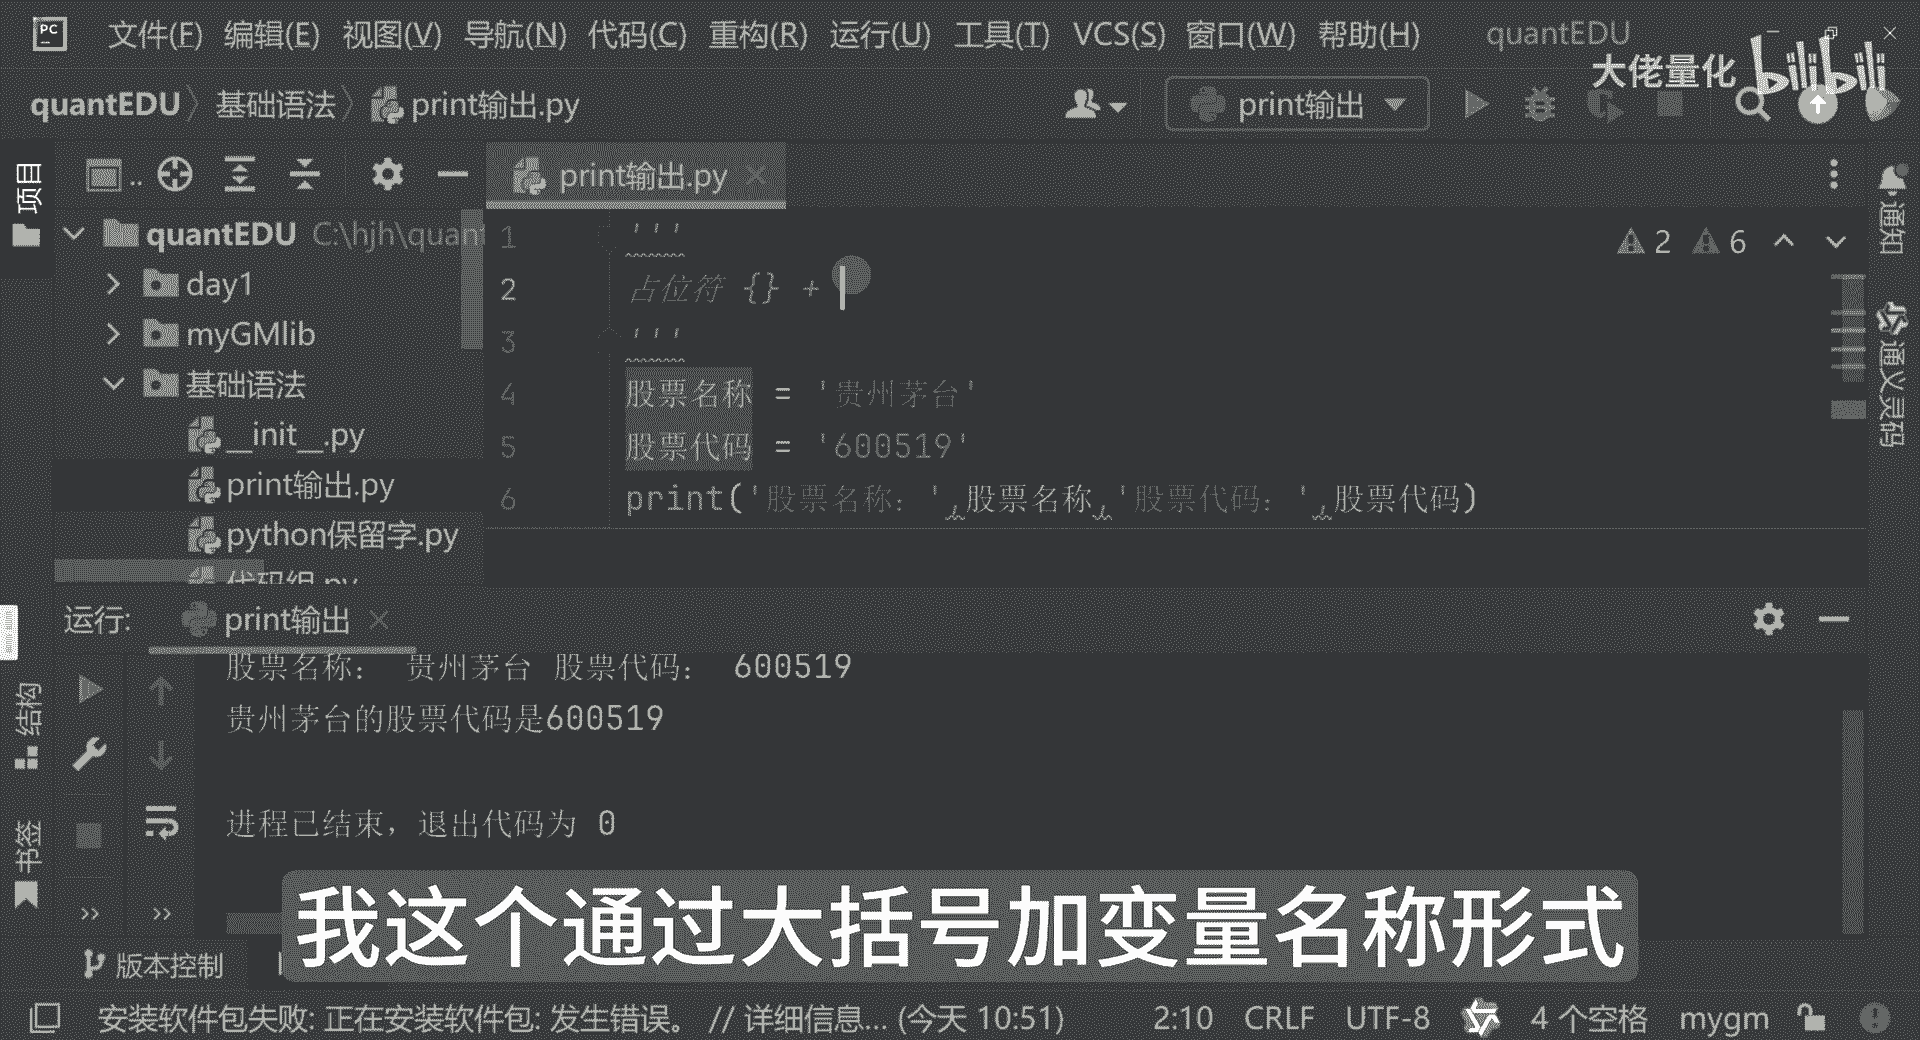 PC 文件(F) 编辑(E) 视图(V) 导航(N) 代码(C) 重构(R) 运行(U) 工具(T) VCS(S) 窗口(W) 帮助(H) quantEDU
大佬量化 bilibili
quantEDU 基础语法 print输出.py print输出
项目
print输出.py
quantEDU C:\hjh\quant
day1
myGMlib
基础语法
__init__.py
print输出.py
python保留字.py
代码组.py
1 '''
2 占位符 {} +
3 '''
4 股票名称 = '贵州茅台'
5 股票代码 = '600519'
6 print('股票名称：',股票名称,'股票代码：',股票代码)
2 6
通知
通义灵码
运行: print输出
股票名称： 贵州茅台 股票代码： 600519
贵州茅台的股票代码是600519
进程已结束，退出代码为 0
结构
书签
我这个通过大括号加变量名称形式
版本控制
安装软件包失败: 正在安装软件包: 发生错误。 // 详细信息... (今天 10:51) 2:10 CRLF UTF-8 4 个空格 mygm